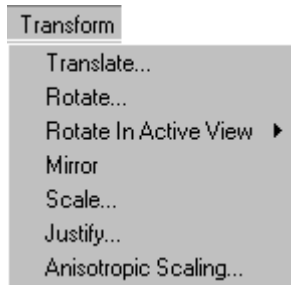 Transform
Translate...
Rotate...
Rotate In Active View
Mirror
Scale...
Justify...
Anisotropic Scaling...